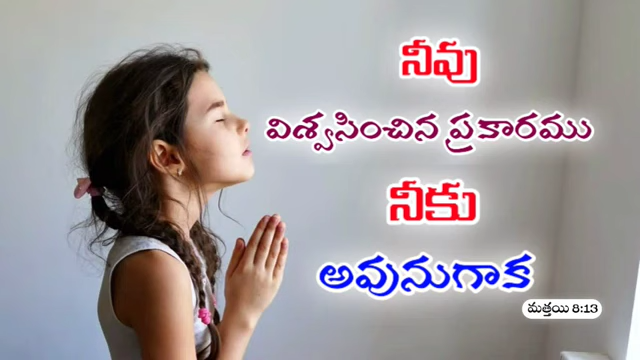 నీవు
విశ్వసించిన ప్రకారము
నీకు
అవునుగాక
మత్తయి 8:13